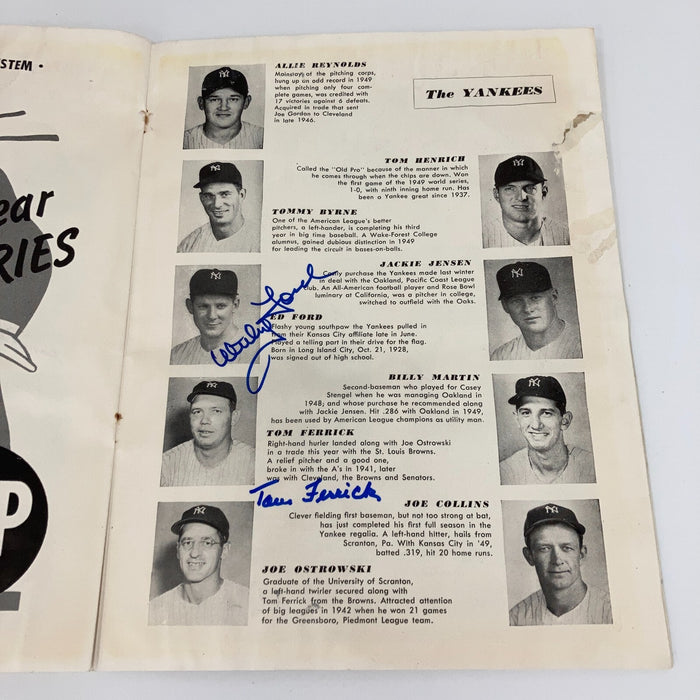 STEM •
ear
RIES
P
The YANKEES
ALLIE REYNOLDS
Mainstay of the pitching corps,
hung up an odd record in 1949
when pitching only four com-
plete games, was credited with
17 victories against 6 defeats.
Acquired in trade that sent
Joe Gordon to Cleveland
in late 1946.
TOM HENRICH
Called the "Old Pro" because of the manner in which
he comes through when the chips are down. Won
the first game of the 1949 world series,
1-0, with ninth inning home run. Has
been a Yankee great since 1937.
TOMMY BYRNE
One of the American League's better
pitchers, a left-hander, is completing his third
year in big time baseball. A Wake-Forest College
alumnus, gained dubious distinction in 1949
for leading the circuit in bases-on-balls.
JACKIE JENSEN
Costly purchase the Yankees made last winter
in deal with the Oakland, Pacific Coast League
club. An All-American football player and Rose Bowl
luminary at California, was a pitcher in college,
switched to outfield with the Oaks.
Whitey Ford
ED FORD
Flashy young southpaw the Yankees pulled in
from their Kansas City affiliate late in June.
Played a telling part in their drive for the flag.
Born in Long Island City, Oct. 21, 1928,
was signed out of high school.
BILLY MARTIN
Second-baseman who played for Casey
Stengel when he was managing Oakland in
1948; and whose purchase he recommended along
with Jackie Jensen. Hit .286 with Oakland in 1949,
has been used by American League champions as utility man.
TOM FERRICK
Right-hand hurler landed along with Joe Ostrowski
in a trade this year with the St. Louis Browns.
A relief pitcher and a good one,
broke in with the A's in 1941, later
was with Cleveland, the Browns and Senators.
Tom Ferrick
JOE COLLINS
Clever fielding first baseman, but not too strong at bat,
has just completed his first full season in the
Yankee regalia. A left-hand hitter, hails from
Scranton, Pa. With Kansas City in '49,
batted .319, hit 20 home runs.
JOE OSTROWSKI
Graduate of the University of Scranton,
a left-hand twirler secured along with
Tom Ferrick from the Browns. Attracted attention
of big leagues in 1942 when he won 21 games
for the Greensboro, Piedmont League team.